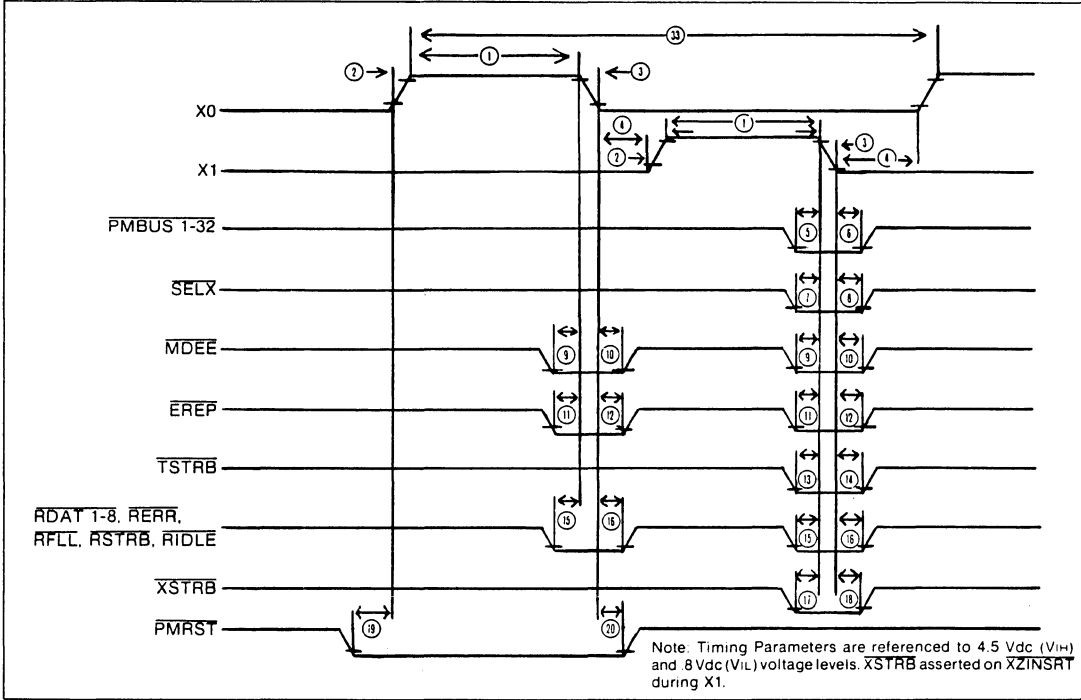 ㉝
① 
② ③
X0
④ ①
② ③ ④
X1
PMBUS 1-32 ⑤ ⑥
SELX ⑦ ⑧
MDEE ⑨ ⑩ ⑨ ⑩
EREP ⑪ ⑫ ⑪ ⑫
TSTRB ⑬ ⑭
RDAT 1-8, RERR,
RFLL, RSTRB, RIDLE ⑮ ⑯ ⑮ ⑯
XSTRB ⑰ ⑱
PMRST ⑲ ⑳
Note: Timing Parameters are referenced to 4.5 Vdc (VIH)
and .8 Vdc (VIL) voltage levels. XSTRB asserted on XZINSRT
during X1.